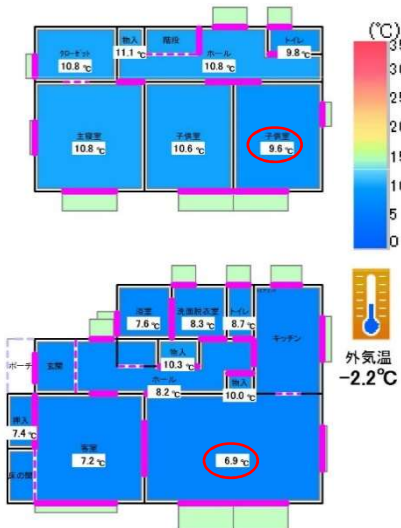 (℃)
35
30
25
20
15
10
5
0
クローゼット
10.8 ℃
物入
11.1 ℃
階段
ホール
10.8 ℃
トイレ
9.8 ℃
主寝室
10.8 ℃
子供室
10.6 ℃
子供室
9.6 ℃
浴室
7.6 ℃
洗面脱衣室
8.3 ℃
トイレ
8.7 ℃
キッチン
ポーチ
玄関
物入
10.3 ℃
ホール
8.2 ℃
物入
10.0 ℃
押入
7.4 ℃
床の間
客室
7.2 ℃
6.9 ℃
外気温
-2.2℃